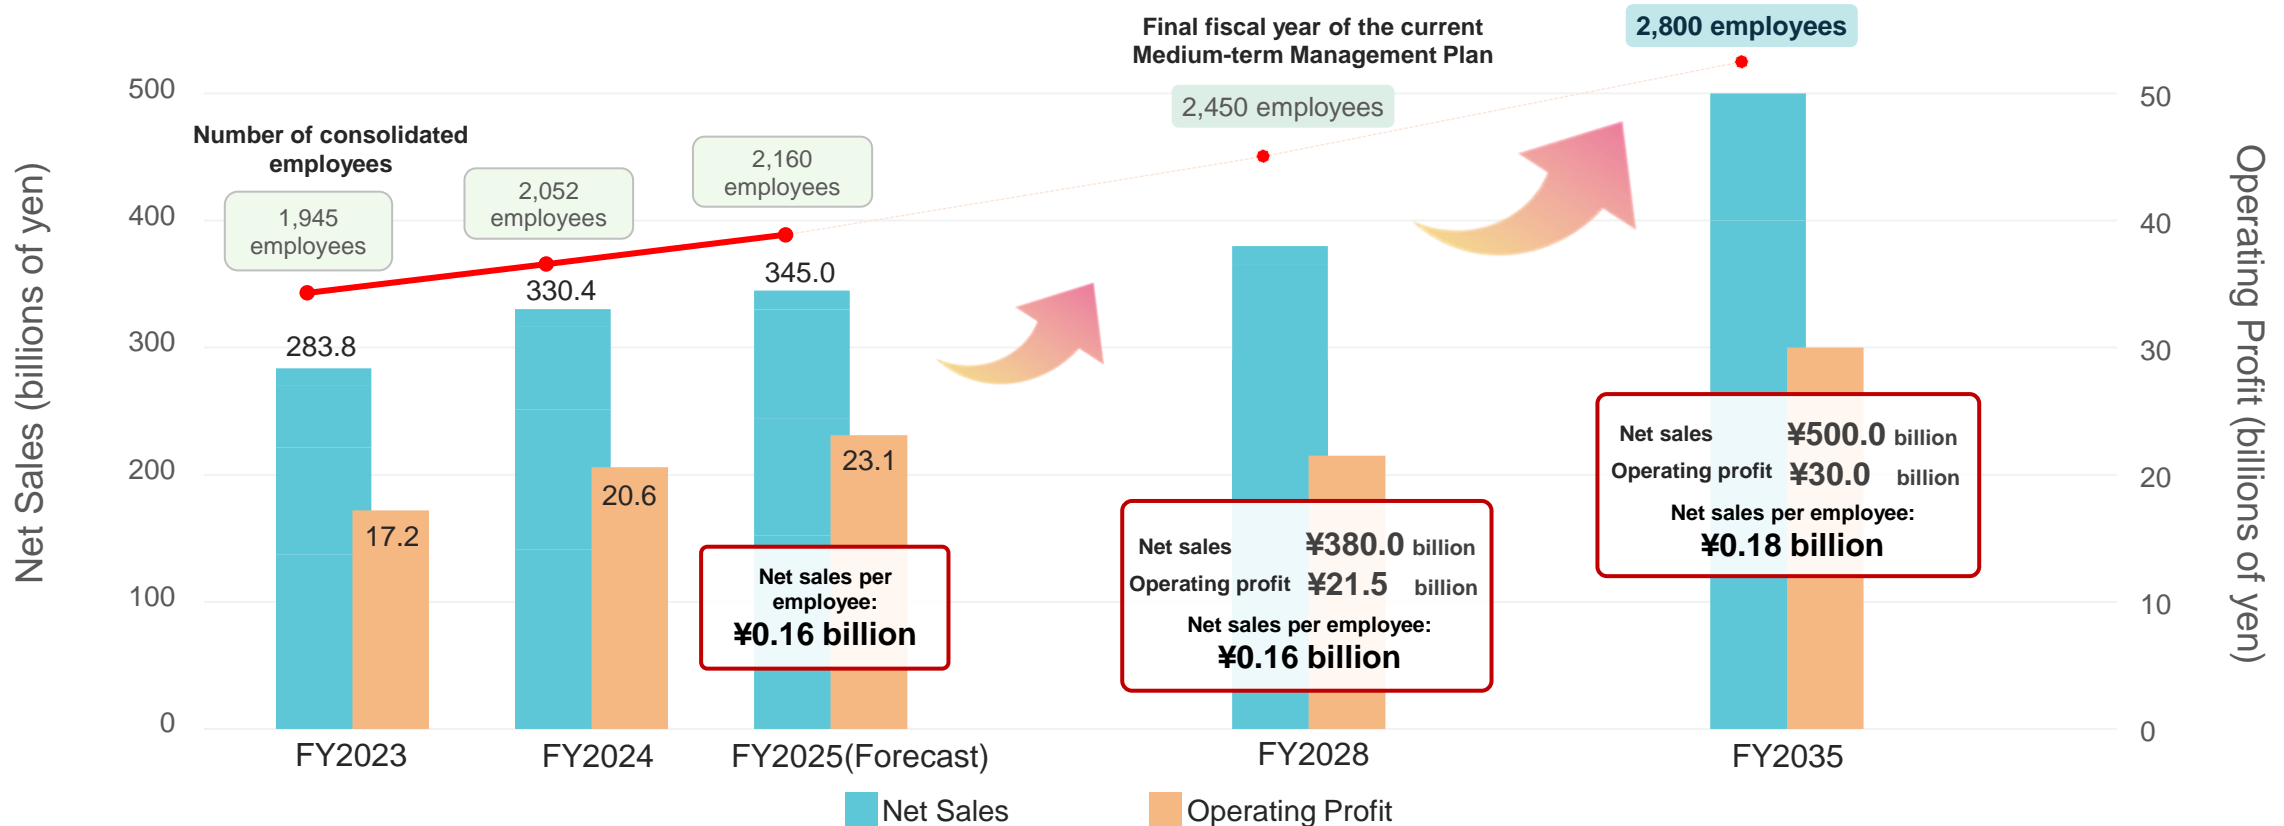 Final fiscal year of the current
Medium-term Management Plan
2,800 employees
2,450 employees
Number of consolidated
employees
1,945
employees
2,052
employees
2,160
employees
Net Sales (billions of yen)
500
400
300
200
100
0
Operating Profit (billions of yen)
50
40
30
20
10
0
283.8
17.2
330.4
20.6
345.0
23.1
Net sales per
employee:
¥0.16 billion
Net sales ¥380.0 billion
Operating profit ¥21.5 billion
Net sales per employee:
¥0.16 billion
Net sales ¥500.0 billion
Operating profit ¥30.0 billion
Net sales per employee:
¥0.18 billion
FY2023
FY2024
FY2025(Forecast)
FY2028
FY2035
Net Sales
Operating Profit